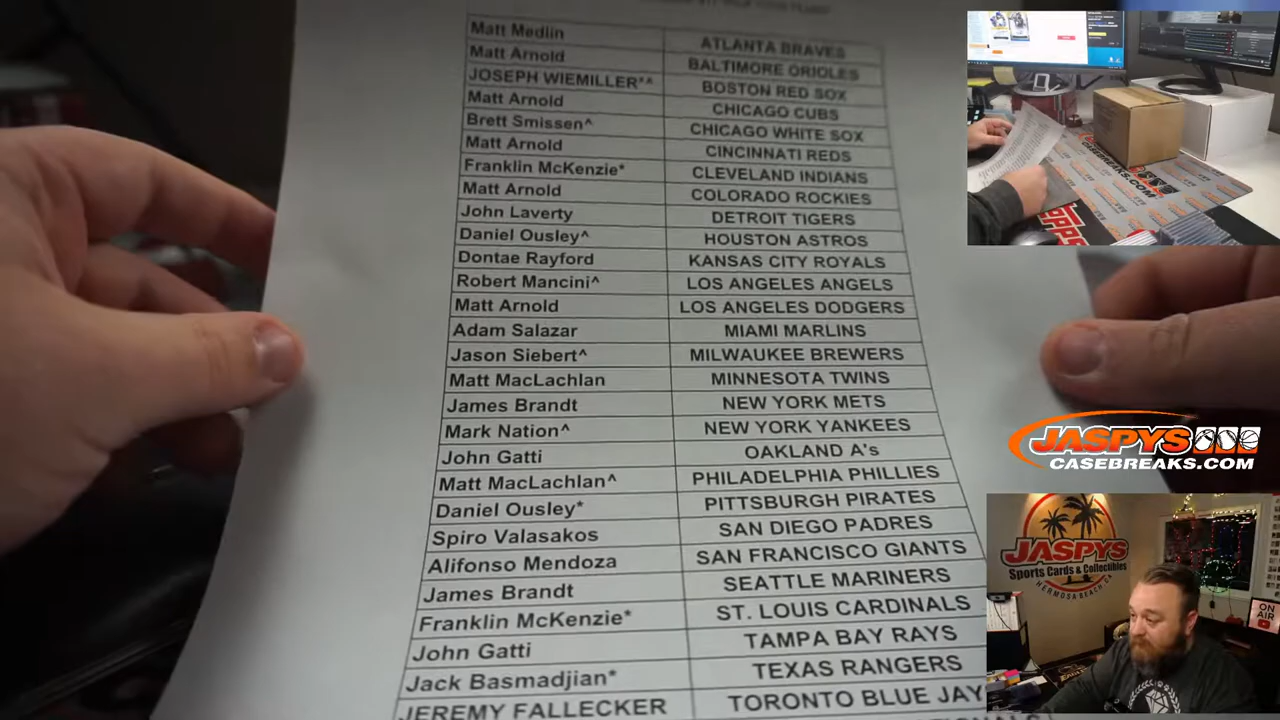 Matt Medlin ATLANTA BRAVES
Matt Arnold BALTIMORE ORIOLES
JOSEPH WIEMILLER*^ BOSTON RED SOX
Matt Arnold CHICAGO CUBS
Brett Smissen^ CHICAGO WHITE SOX
Matt Arnold CINCINNATI REDS
Franklin McKenzie* CLEVELAND INDIANS
Matt Arnold COLORADO ROCKIES
John Laverty DETROIT TIGERS
Daniel Ousley^ HOUSTON ASTROS
Dontae Rayford KANSAS CITY ROYALS
Robert Mancini^ LOS ANGELES ANGELS
Matt Arnold LOS ANGELES DODGERS
Adam Salazar MIAMI MARLINS
Jason Siebert^ MILWAUKEE BREWERS
Matt MacLachlan MINNESOTA TWINS
James Brandt NEW YORK METS
Mark Nation^ NEW YORK YANKEES
John Gatti OAKLAND A's
Matt MacLachlan^ PHILADELPHIA PHILLIES
Daniel Ousley* PITTSBURGH PIRATES
Spiro Valasakos SAN DIEGO PADRES
Alifonso Mendoza SAN FRANCISCO GIANTS
James Brandt SEATTLE MARINERS
Franklin McKenzie* ST. LOUIS CARDINALS
John Gatti TAMPA BAY RAYS
Jack Basmadjian* TEXAS RANGERS
JEREMY FALLECKER TORONTO BLUE JAY
CASEBREAKS.COM
TOPPS
JASPYS
CASEBREAKS.COM
JASPYS
Sports Cards & Collectibles
HERMOSA BEACH, CA
ON
AIR